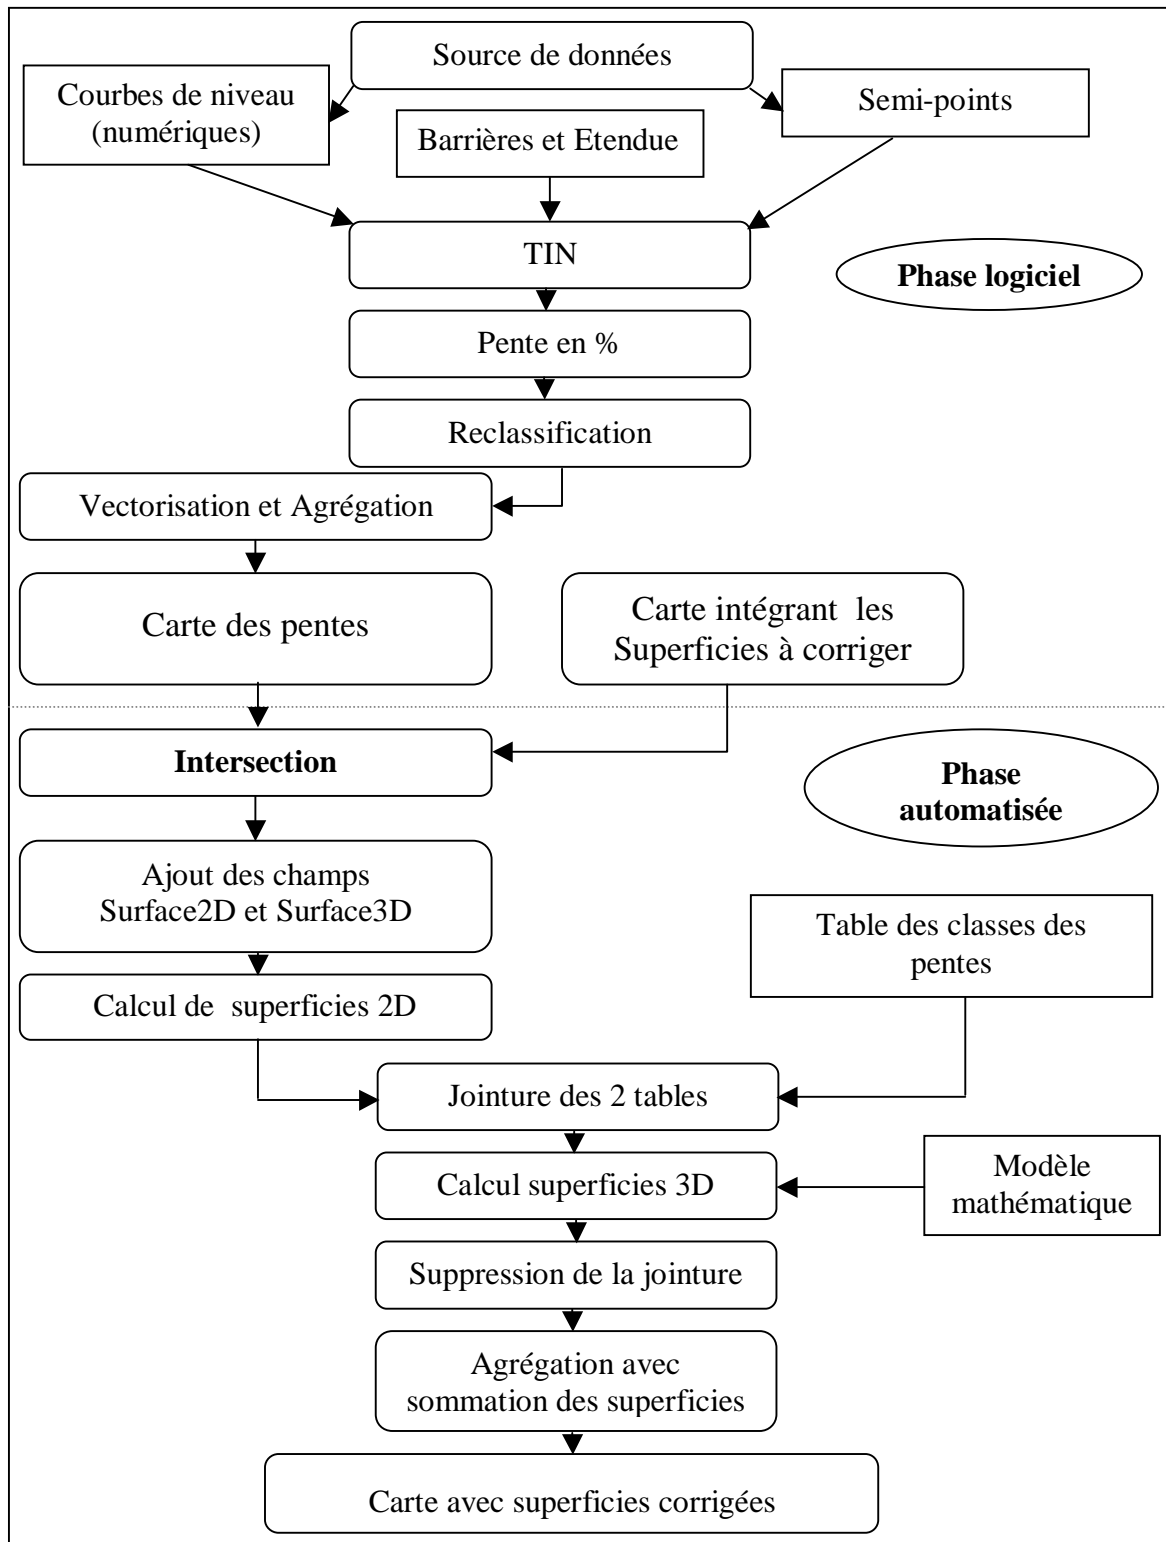 Source de données
Courbes de niveau
(numériques)
Semi-points
Barrières et Etendue
TIN
Phase logiciel
Pente en %
Reclassification
Vectorisation et Agrégation
Carte des pentes
Carte intégrant les
Superficies à corriger
Intersection
Phase
automatisée
Ajout des champs
Surface2D et Surface3D
Table des classes des
pentes
Calcul de superficies 2D
Jointure des 2 tables
Calcul superficies 3D
Modèle
mathématique
Suppression de la jointure
Agrégation avec
sommation des superficies
Carte avec superficies corrigées